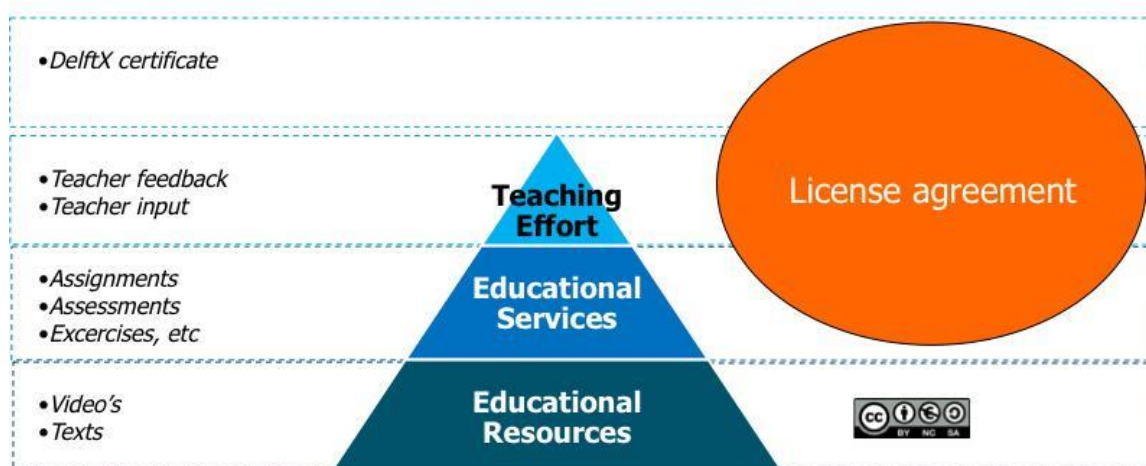 •DelftX certificate
•Teacher feedback
•Teacher input
Teaching
Effort
License agreement
•Assignments
•Assessments
•Excercises, etc
Educational
Services
•Video's
•Texts
Educational
Resources
cc
BY NC SA